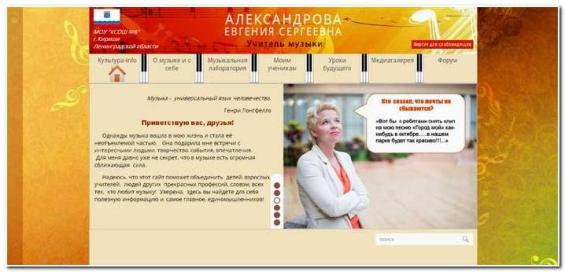 АЛЕКСАНДРОВА
ЕВГЕНИЯ СЕРГЕЕВНА
Учитель музыки
МОУ "КСОШ №6"
г.Кириши
Ленинградской области
Версия для слабовидящих
Культура-info
О музыке и о себе
Музыкальная лаборатория
Моим ученикам
Уроки будущего
Медиагалерея
Форум
Музыка - универсальный язык человечества.
Генри Лонгфелло
Приветствую вас, друзья!
Однажды музыка вошла в мою жизнь и стала её
неотъемлемой частью. Она подарила мне встречи с
интересными людьми, творчество, события, впечатления.
Для меня давно уже не секрет, что в музыке есть огромная
сближающая сила.
Надеюсь, что этот сайт поможет объединить детей, взрослых,
учителей, людей других прекрасных профессий, словом, всех
тех, кто любит музыку! Уверена, здесь вы найдете для себя
полезную информацию и, самое главное, единомышленников!
Кто сказал, что мечты не
сбываются?
«Вот бы с ребятами снять клип
на мою песню «Город мой» как-
нибудь в октябре.....в нашем
парке будет так красиво!!!...»
поиск